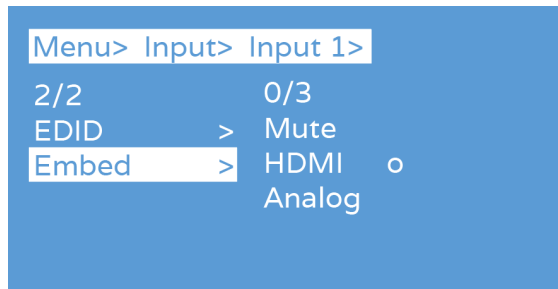 Menu> Input> Input 1>
2/2 0/3
EDID > Mute
Embed > HDMI o
Analog